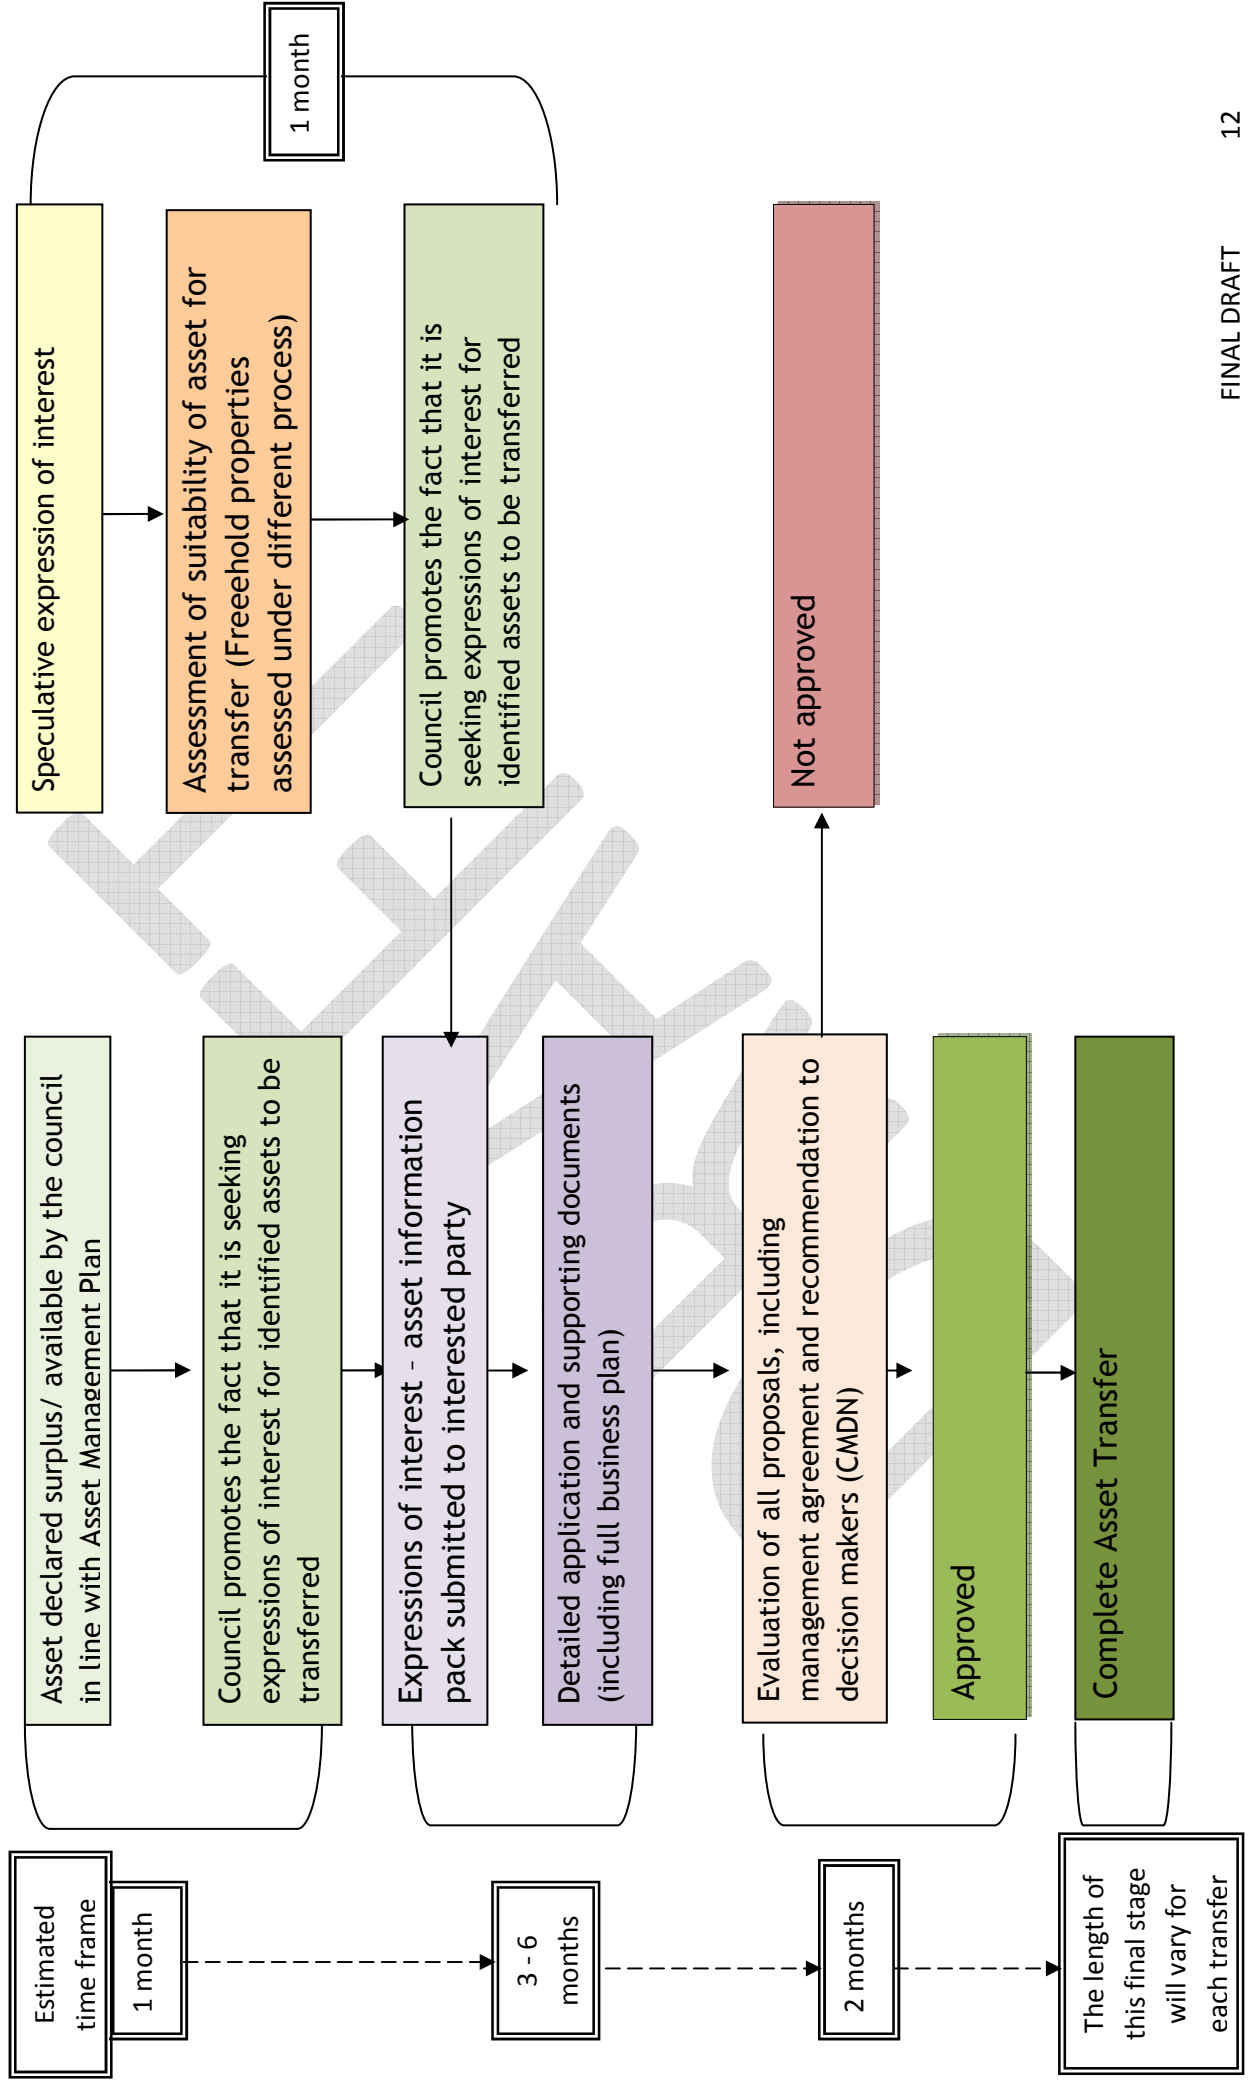 Estimated
time frame
1 month
3 - 6
months
2 months
The length of
this final stage
will vary for
each transfer
Asset declared surplus/ available by the council
in line with Asset Management Plan
Council promotes the fact that it is seeking
expressions of interest for identified assets to be
transferred
Expressions of interest - asset information
pack submitted to interested party
Detailed application and supporting documents
(including full business plan)
Evaluation of all proposals, including
management agreement and recommendation to
decision makers (CMDN)
Approved
Complete Asset Transfer
Speculative expression of interest
Assessment of suitability of asset for
transfer (Freeehold properties
assessed under different process)
Council promotes the fact that it is
seeking expressions of interest for
identified assets to be transferred
Not approved
1 month
FINAL DRAFT
12